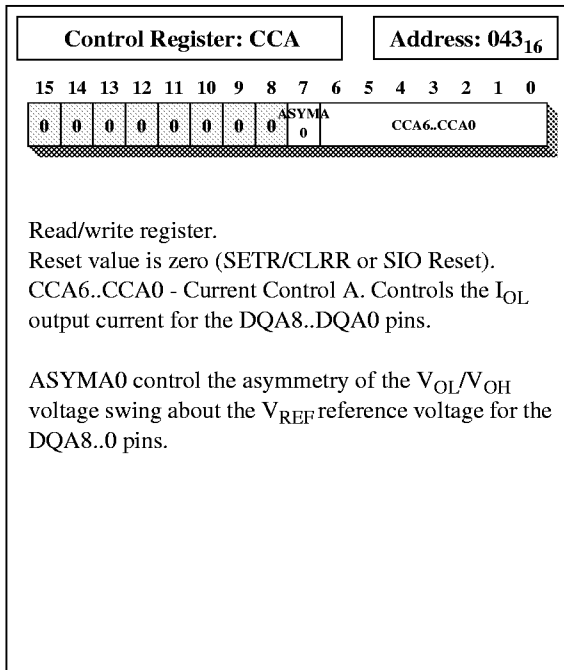 Control Register: CCA
Address: 043₁₆
15 14 13 12 11 10 9 8 7 6 5 4 3 2 1 0
0 0 0 0 0 0 0 0 ASYMA 0 CCA6..CCA0
Read/write register.
Reset value is zero (SETR/CLRR or SIO Reset).
CCA6..CCA0 - Current Control A. Controls the I_OL
output current for the DQA8..DQA0 pins.
ASYMA0 control the asymmetry of the V_OL/V_OH
voltage swing about the V_REF reference voltage for the
DQA8..0 pins.